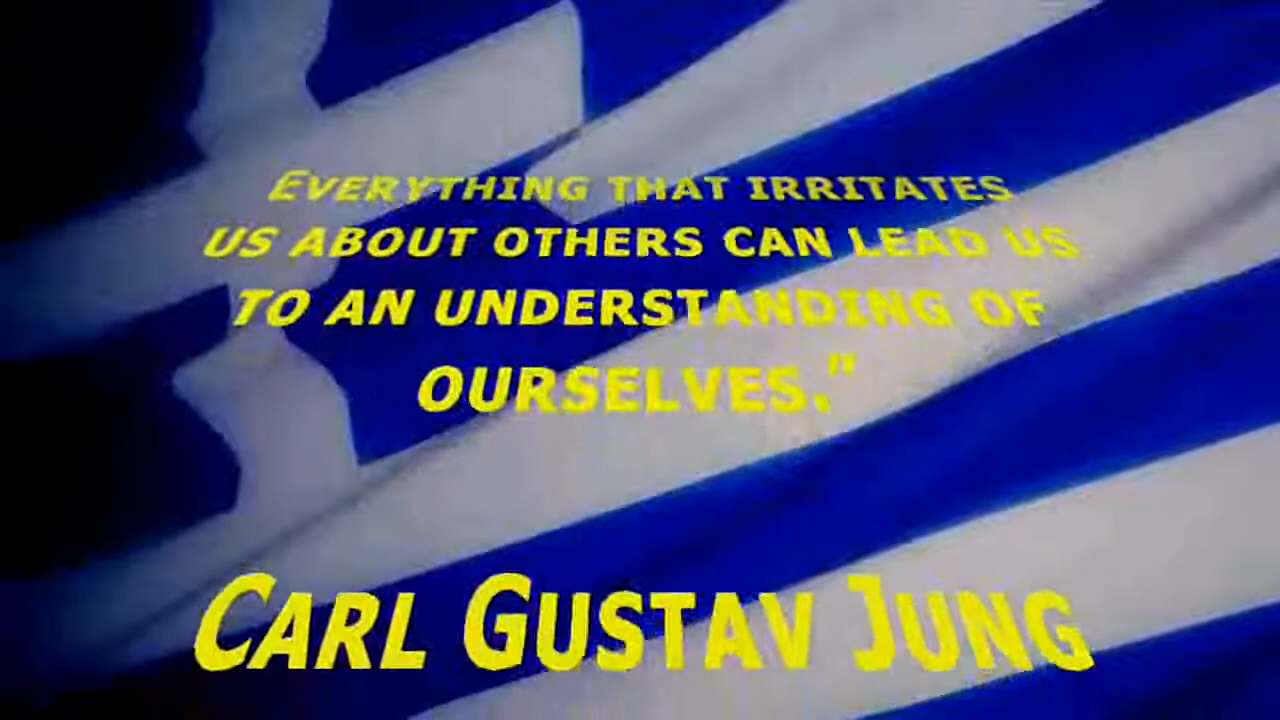 EVERYTHING THAT IRRITATES
US ABOUT OTHERS CAN LEAD US
TO AN UNDERSTANDING OF
OURSELVES.”
CARL GUSTAV JUNG